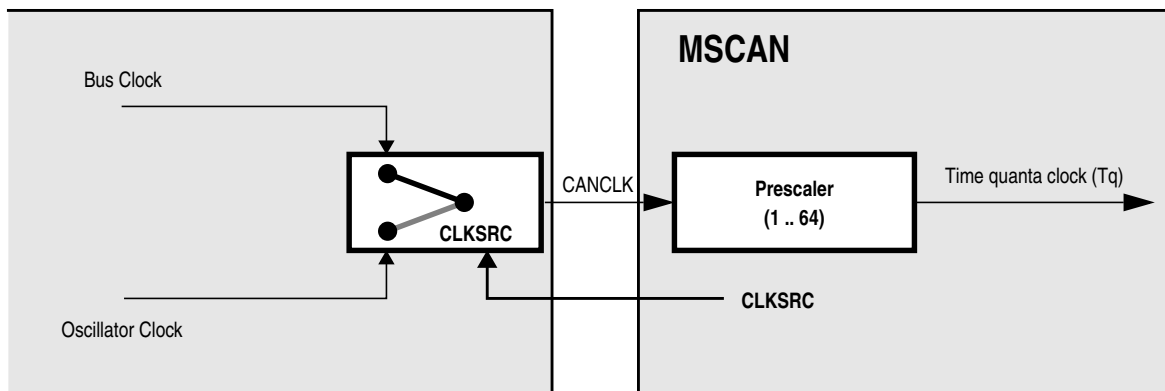 MSCAN
Bus Clock
CANCLK
Time quanta clock (Tq)
Prescaler
(1 .. 64)
CLKSRC
CLKSRC
Oscillator Clock